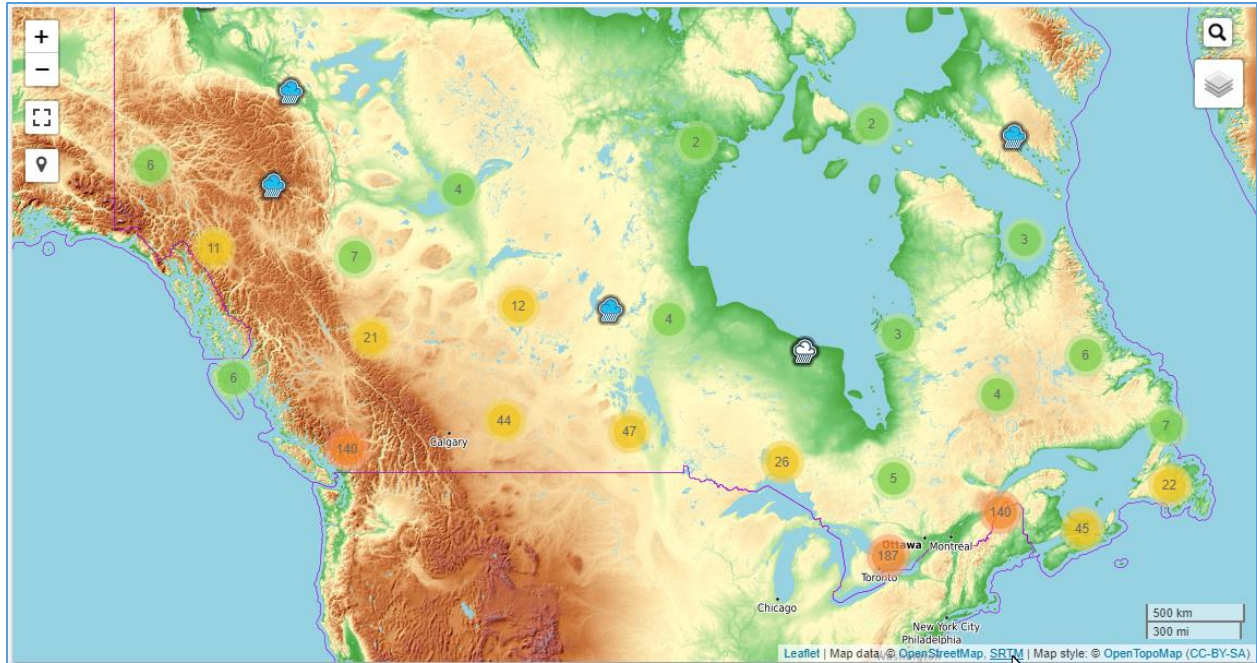 +
−
2
2
6
4
3
11
7
12
4
21
3
6
6
4
44
47
7
Calgary
140
26
5
22
140
45
Ottawa
Montreal
187
Toronto
Chicago
New York City
Philadelphia
500 km
300 mi
Leaflet | Map data: © OpenStreetMap, SRTM | Map style: © OpenTopoMap (CC-BY-SA)